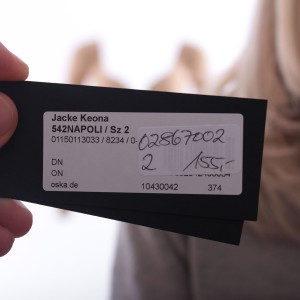 Jacke Keona
542NAPOLI / Sz 2
01150113033 / 8234 / 0-
02867002
DN
2 155,-
ON
oska.de 10430042 374